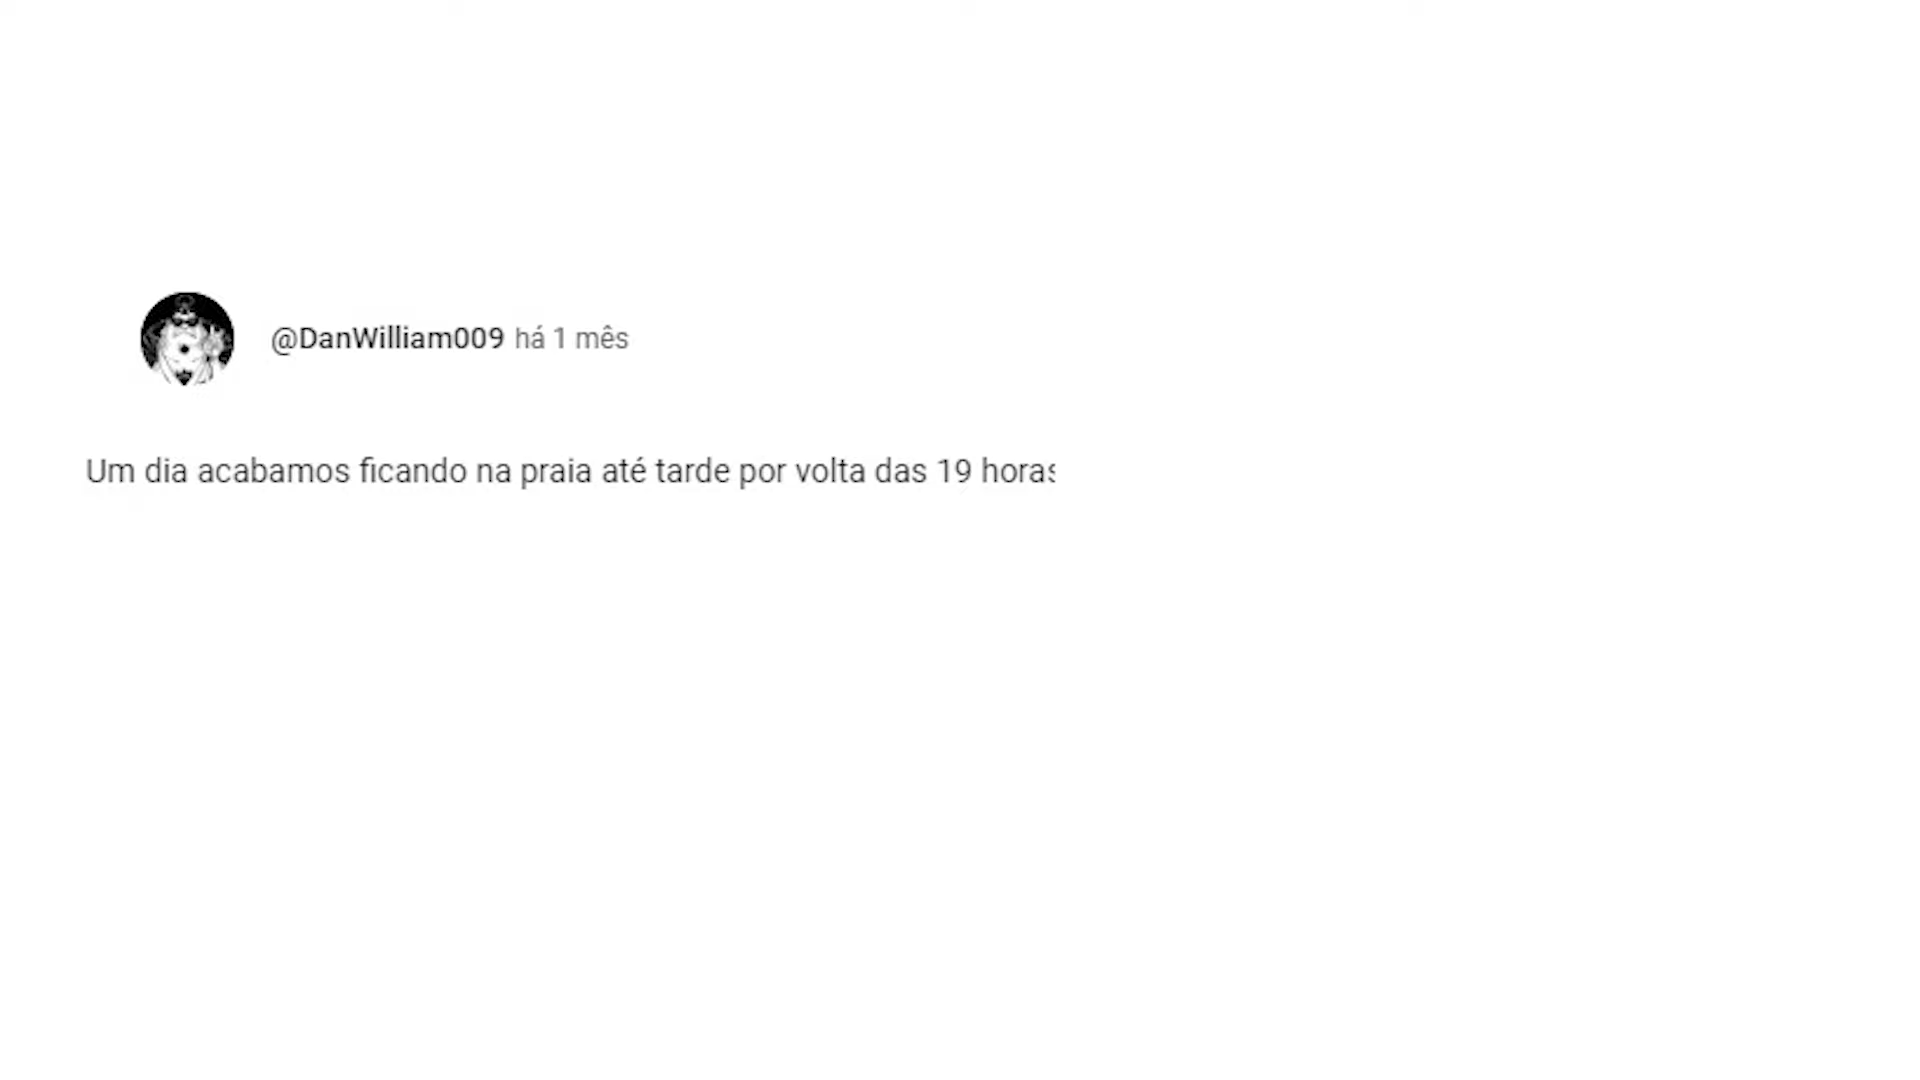 @DanWilliam009 há 1 mês
Um dia acabamos ficando na praia até tarde por volta das 19 horas